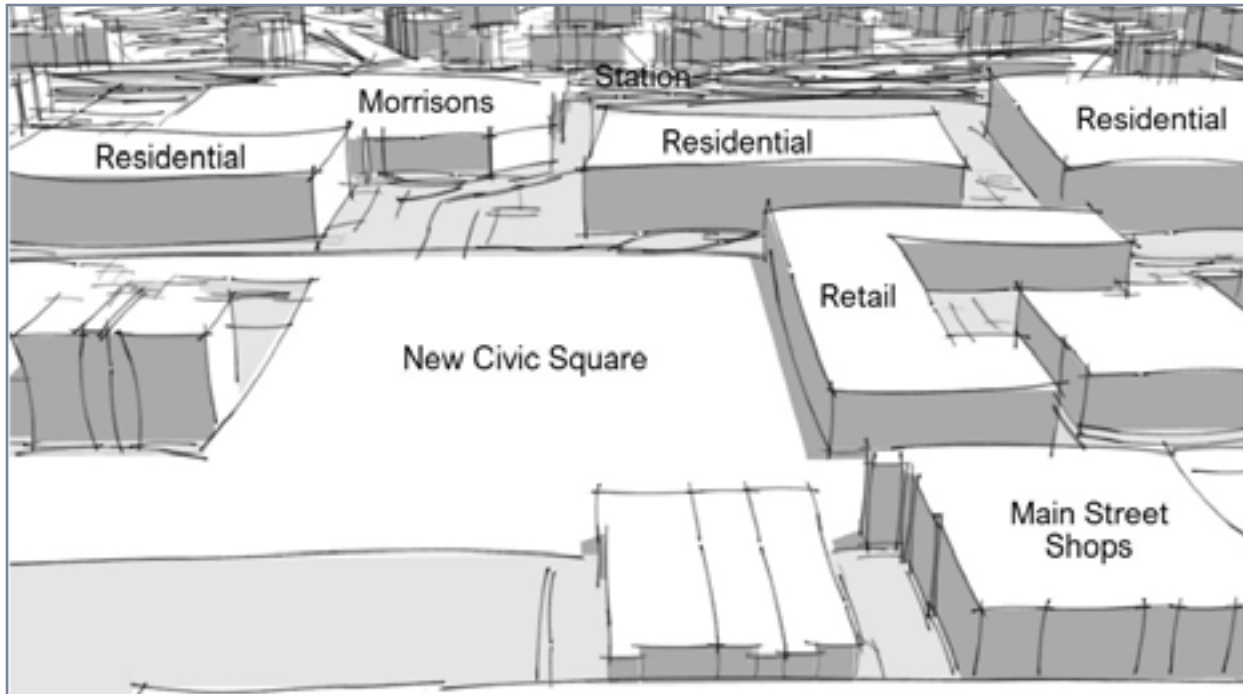 Station
Morrisons
Residential
Residential
Residential
Retail
New Civic Square
Main Street
Shops